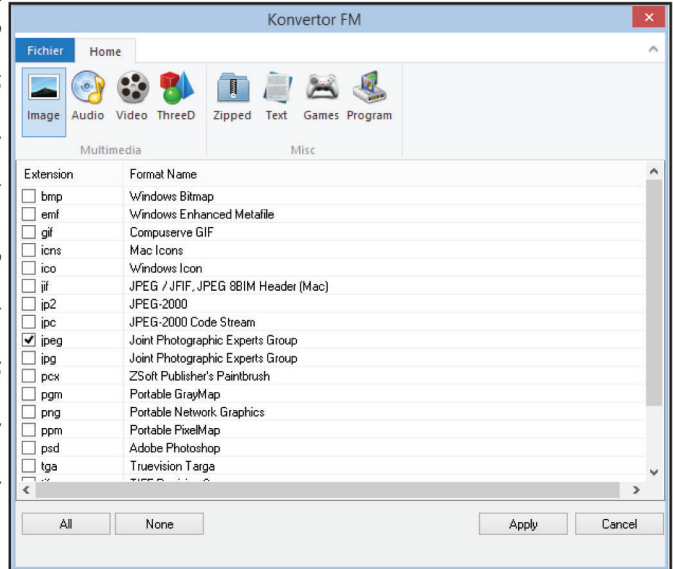 Konvertor FM
Fichier Home
Image Audio Video ThreeD Zipped Text Games Program
Multimedia Misc
Extension Format Name
bmp Windows Bitmap
emf Windows Enhanced Metafile
gif Compuserve GIF
icns Mac Icons
ico Windows Icon
jif JPEG / JFIF, JPEG 8BIM Header (Mac)
jp2 JPEG-2000
jpc JPEG-2000 Code Stream
jpeg Joint Photographic Experts Group
jpg Joint Photographic Experts Group
pcx ZSoft Publisher's Paintbrush
pgm Portable GrayMap
png Portable Network Graphics
ppm Portable PixelMap
psd Adobe Photoshop
tga Truevision Targa
All None Apply Cancel